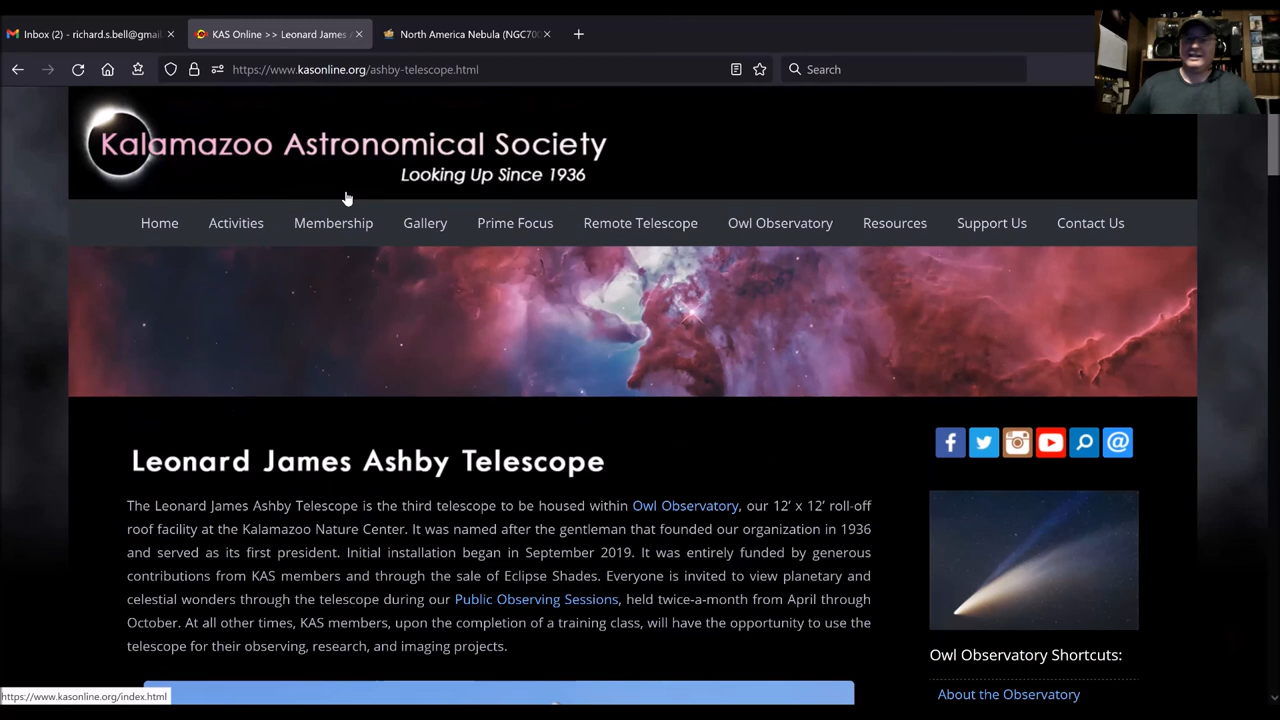 Inbox (2) - richard.s.bell@gmail
KAS Online >> Leonard James A
North America Nebula (NGC700
https://www.kasonline.org/ashby-telescope.html
Search
Kalamazoo Astronomical Society
Looking Up Since 1936
Home Activities Membership Gallery Prime Focus Remote Telescope Owl Observatory Resources Support Us Contact Us
Leonard James Ashby Telescope
The Leonard James Ashby Telescope is the third telescope to be housed within Owl Observatory, our 12' x 12' roll-off
roof facility at the Kalamazoo Nature Center. It was named after the gentleman that founded our organization in 1936
and served as its first president. Initial installation began in September 2019. It was entirely funded by generous
contributions from KAS members and through the sale of Eclipse Shades. Everyone is invited to view planetary and
celestial wonders through the telescope during our Public Observing Sessions, held twice-a-month from April through
October. At all other times, KAS members, upon the completion of a training class, will have the opportunity to use the
telescope for their observing, research, and imaging projects.
Owl Observatory Shortcuts:
About the Observatory
https://www.kasonline.org/index.html